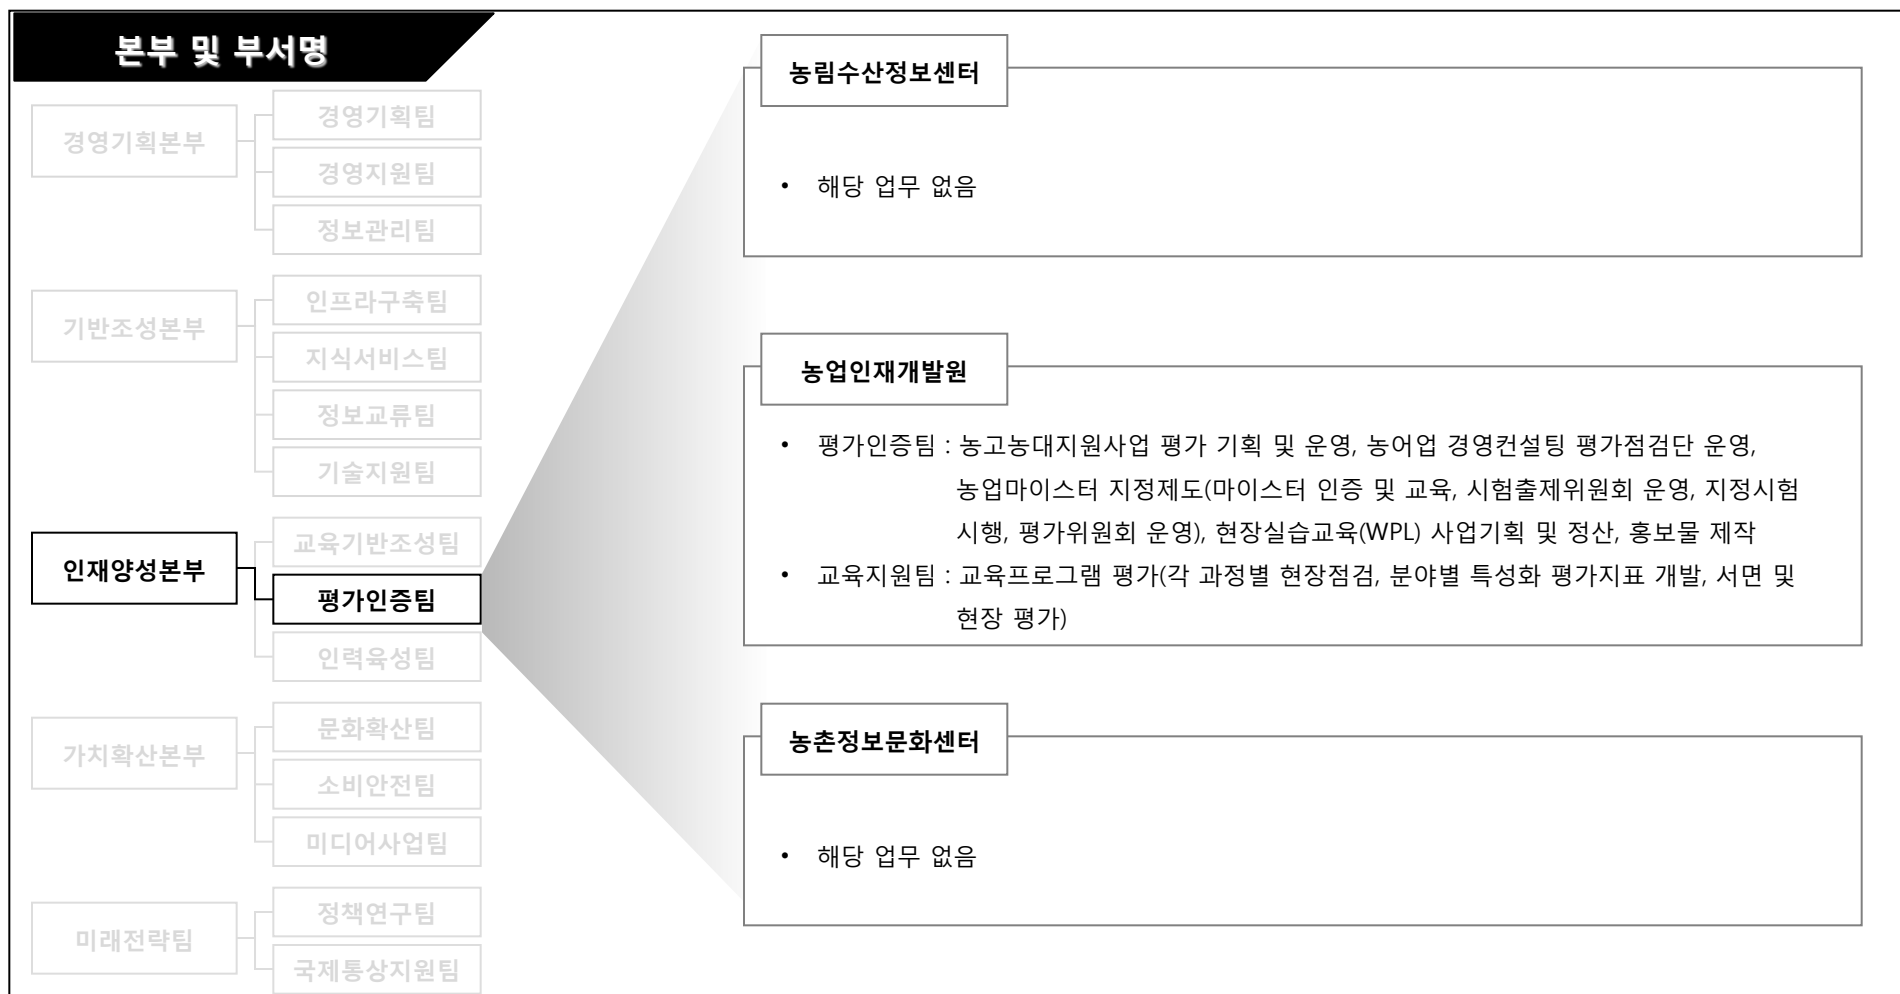 본부 및 부서명
경영기획본부
경영기획팀
경영지원팀
정보관리팀
기반조성본부
인프라구축팀
지식서비스팀
정보교류팀
기술지원팀
인재양성본부
교육기반조성팀
평가인증팀
인력육성팀
가치확산본부
문화확산팀
소비안전팀
미디어사업팀
미래전략팀
정책연구팀
국제통상지원팀
농림수산정보센터
• 해당 업무 없음
농업인재개발원
• 평가인증팀 : 농고농대지원사업 평가 기획 및 운영, 농어업 경영컨설팅 평가점검단 운영,
농업마이스터 지정제도(마이스터 인증 및 교육, 시험출제위원회 운영, 지정시험
시행, 평가위원회 운영), 현장실습교육(WPL) 사업기획 및 정산, 홍보물 제작
• 교육지원팀 : 교육프로그램 평가(각 과정별 현장점검, 분야별 특성화 평가지표 개발, 서면 및
현장 평가)
농촌정보문화센터
• 해당 업무 없음